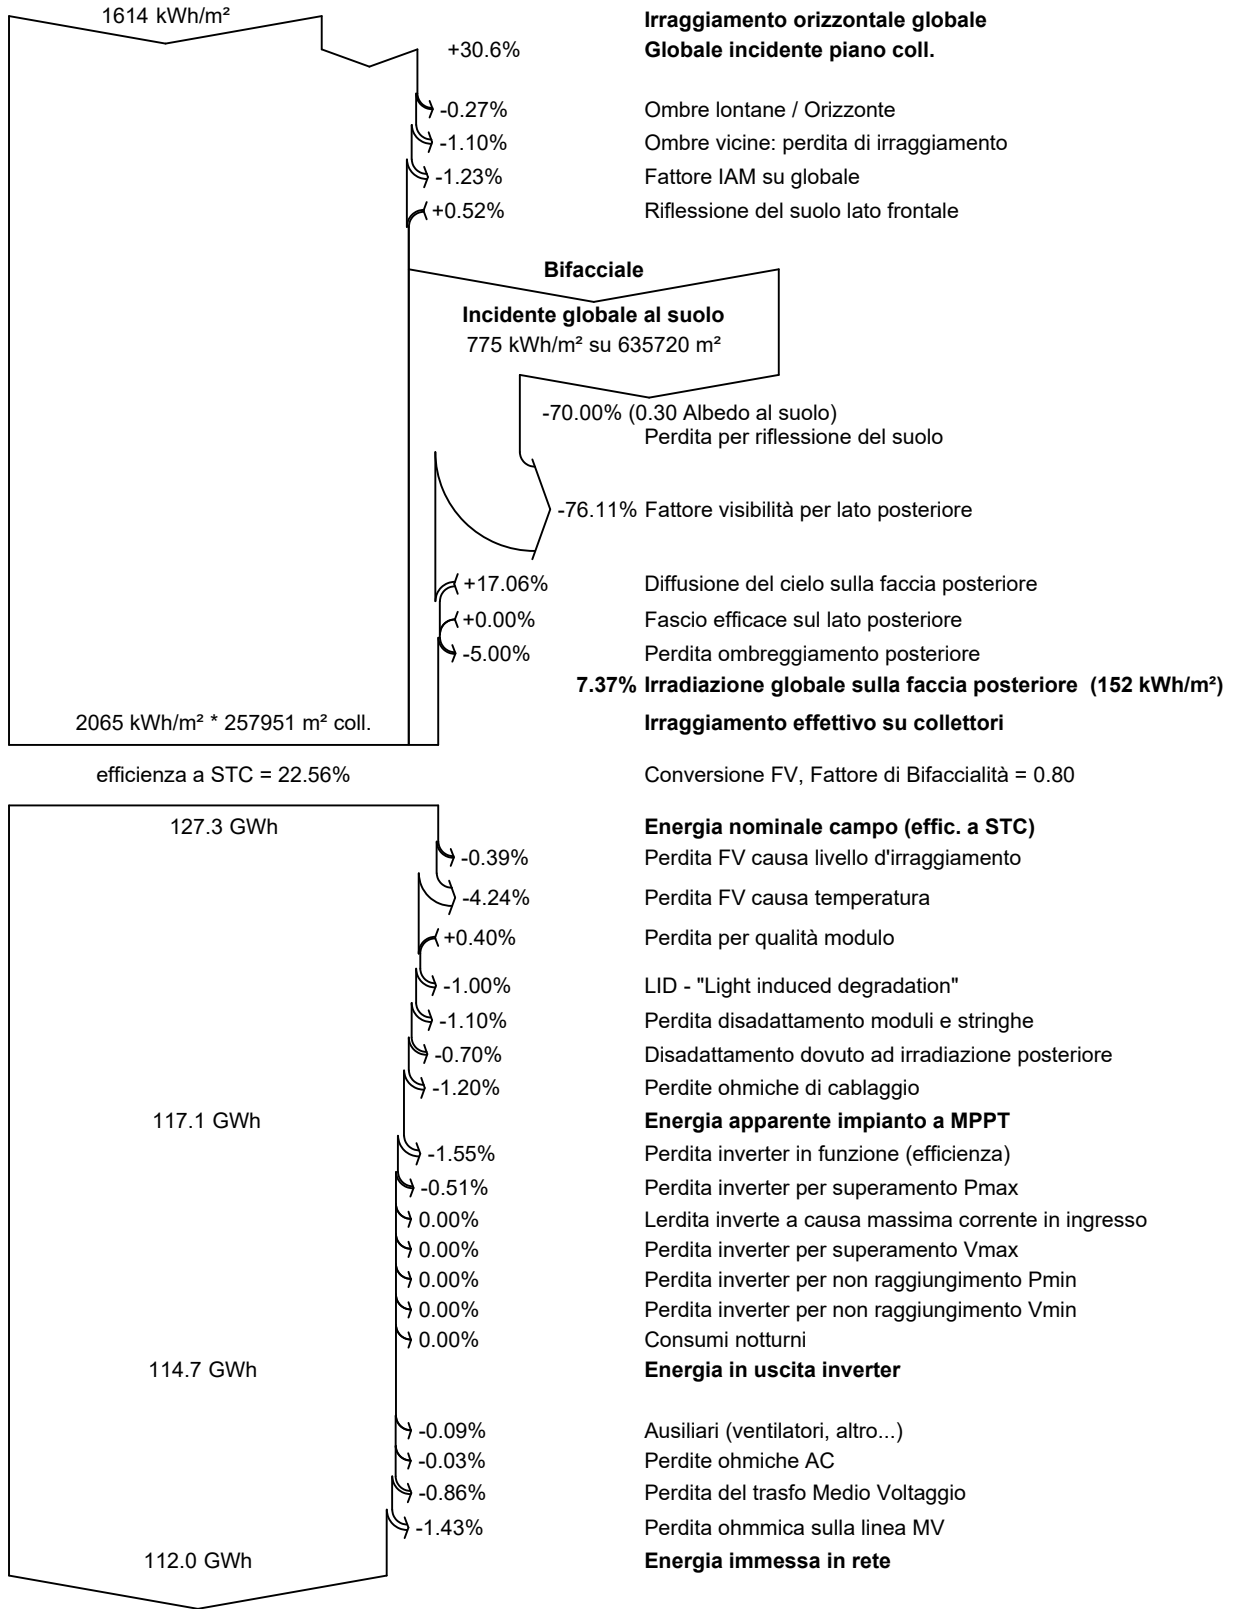 1614 kWh/m² Irraggiamento orizzontale globale
+30.6% Globale incidente piano coll.
-0.27% Ombre lontane / Orizzonte
-1.10% Ombre vicine: perdita di irraggiamento
-1.23% Fattore IAM su globale
+0.52% Riflessione del suolo lato frontale
Bifacciale
Incidente globale al suolo
775 kWh/m² su 635720 m²
-70.00% (0.30 Albedo al suolo)
Perdita per riflessione del suolo
-76.11% Fattore visibilità per lato posteriore
+17.06% Diffusione del cielo sulla faccia posteriore
+0.00% Fascio efficace sul lato posteriore
-5.00% Perdita ombreggiamento posteriore
7.37% Irradiazione globale sulla faccia posteriore (152 kWh/m²)
2065 kWh/m² * 257951 m² coll. Irraggiamento effettivo su collettori
efficienza a STC = 22.56% Conversione FV, Fattore di Bifaccialità = 0.80
127.3 GWh Energia nominale campo (effic. a STC)
-0.39% Perdita FV causa livello d'irraggiamento
-4.24% Perdita FV causa temperatura
+0.40% Perdita per qualità modulo
-1.00% LID - "Light induced degradation"
-1.10% Perdita disadattamento moduli e stringhe
-0.70% Disadattamento dovuto ad irradiazione posteriore
-1.20% Perdite ohmiche di cablaggio
117.1 GWh Energia apparente impianto a MPPT
-1.55% Perdita inverter in funzione (efficienza)
-0.51% Perdita inverter per superamento Pmax
0.00% Lerdita inverte a causa massima corrente in ingresso
0.00% Perdita inverter per superamento Vmax
0.00% Perdita inverter per non raggiungimento Pmin
0.00% Perdita inverter per non raggiungimento Vmin
0.00% Consumi notturni
114.7 GWh Energia in uscita inverter
-0.09% Ausiliari (ventilatori, altro...)
-0.03% Perdite ohmiche AC
-0.86% Perdita del trasfo Medio Voltaggio
-1.43% Perdita ohmmica sulla linea MV
112.0 GWh Energia immessa in rete